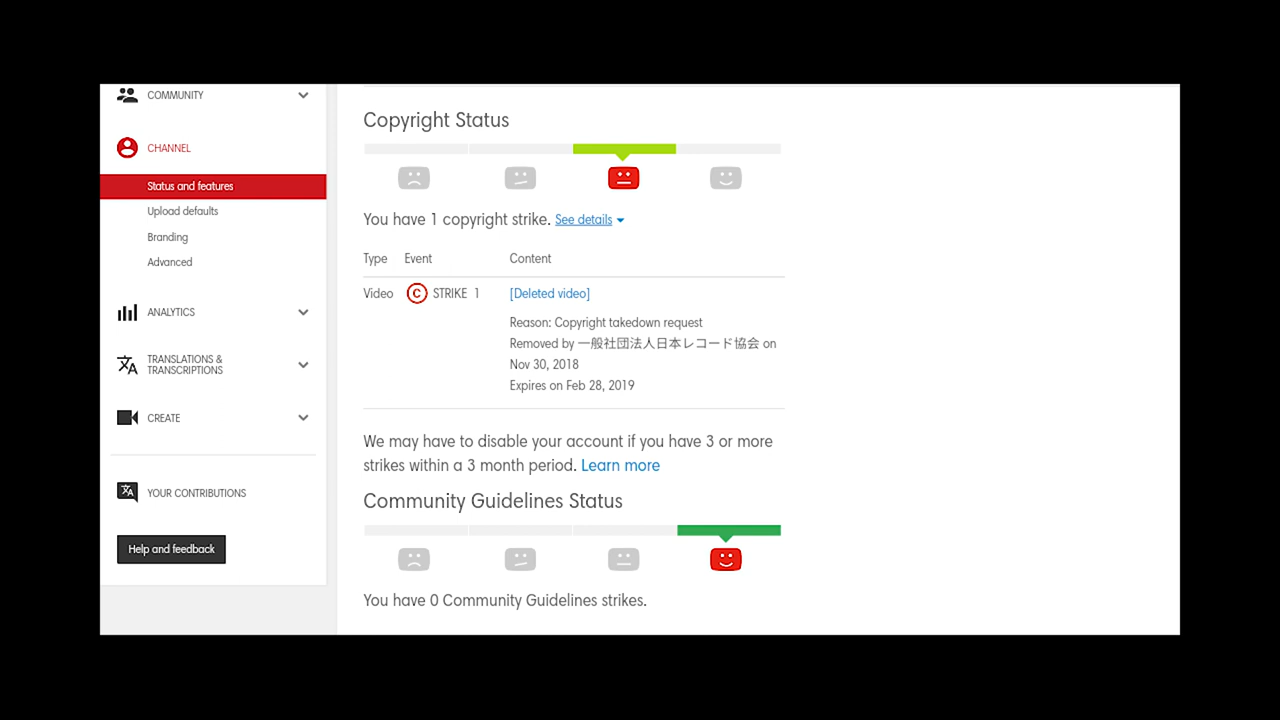 COMMUNITY
CHANNEL
Status and features
Upload defaults
Branding
Advanced
ANALYTICS
TRANSLATIONS &
TRANSCRIPTIONS
CREATE
YOUR CONTRIBUTIONS
Help and feedback
Copyright Status
You have 1 copyright strike. See details
Type Event Content
Video © STRIKE 1 [Deleted video]
Reason: Copyright takedown request
Removed by 一般社団法人日本レコード協会 on
Nov 30, 2018
Expires on Feb 28, 2019
We may have to disable your account if you have 3 or more
strikes within a 3 month period. Learn more
Community Guidelines Status
You have 0 Community Guidelines strikes.